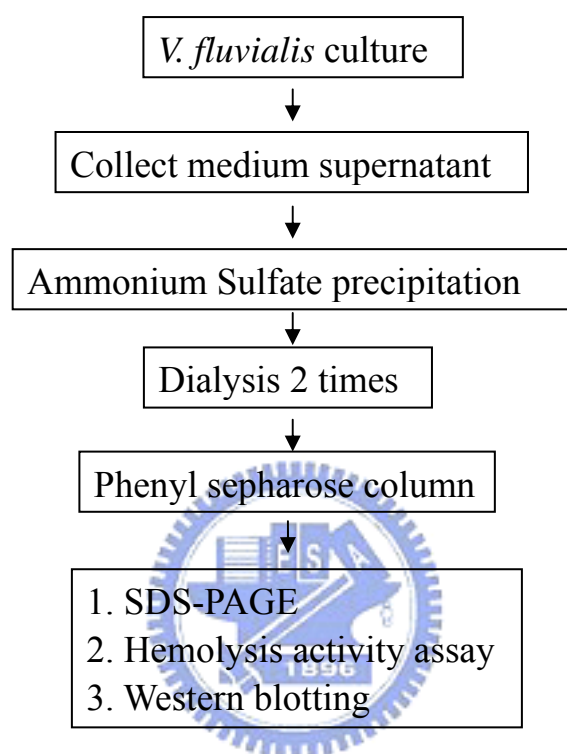 V. fluvialis culture
Collect medium supernatant
Ammonium Sulfate precipitation
Dialysis 2 times
Phenyl sepharose column
1. SDS-PAGE
2. Hemolysis activity assay
3. Western blotting
E S A
1896